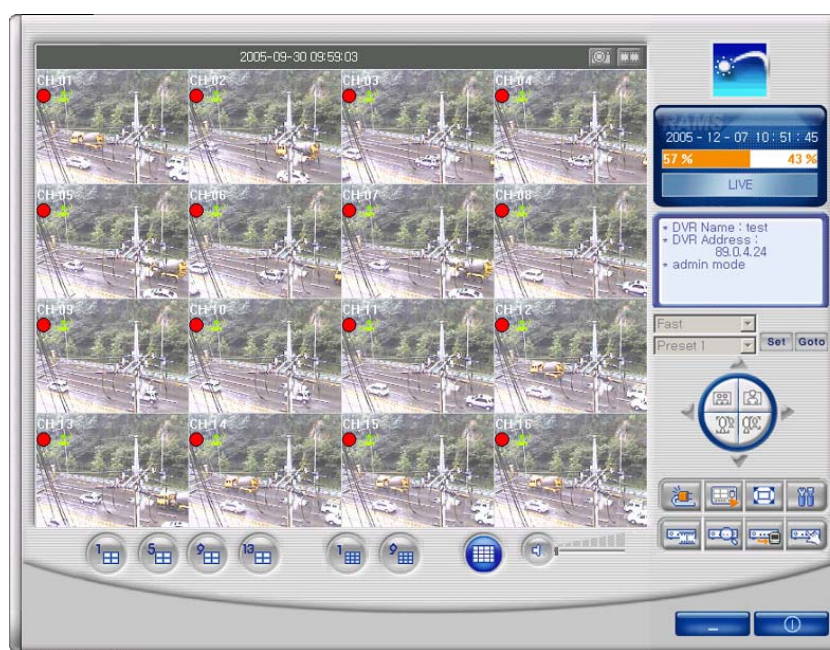 2005-09-30 09:59:03
CH-01
CH-02
CH-03
CH-04
CH-05
CH-06
CH-07
CH-08
CH-09
CH-10
CH-11
CH-12
CH-13
CH-14
CH-15
CH-16
RAMS
2005 - 12 - 07 10 : 51 : 45
57 %
43 %
LIVE
* DVR Name : test
* DVR Address :
89.0.4.24
* admin mode
Fast
Preset 1
Set Goto
1
5
9
13
1
9